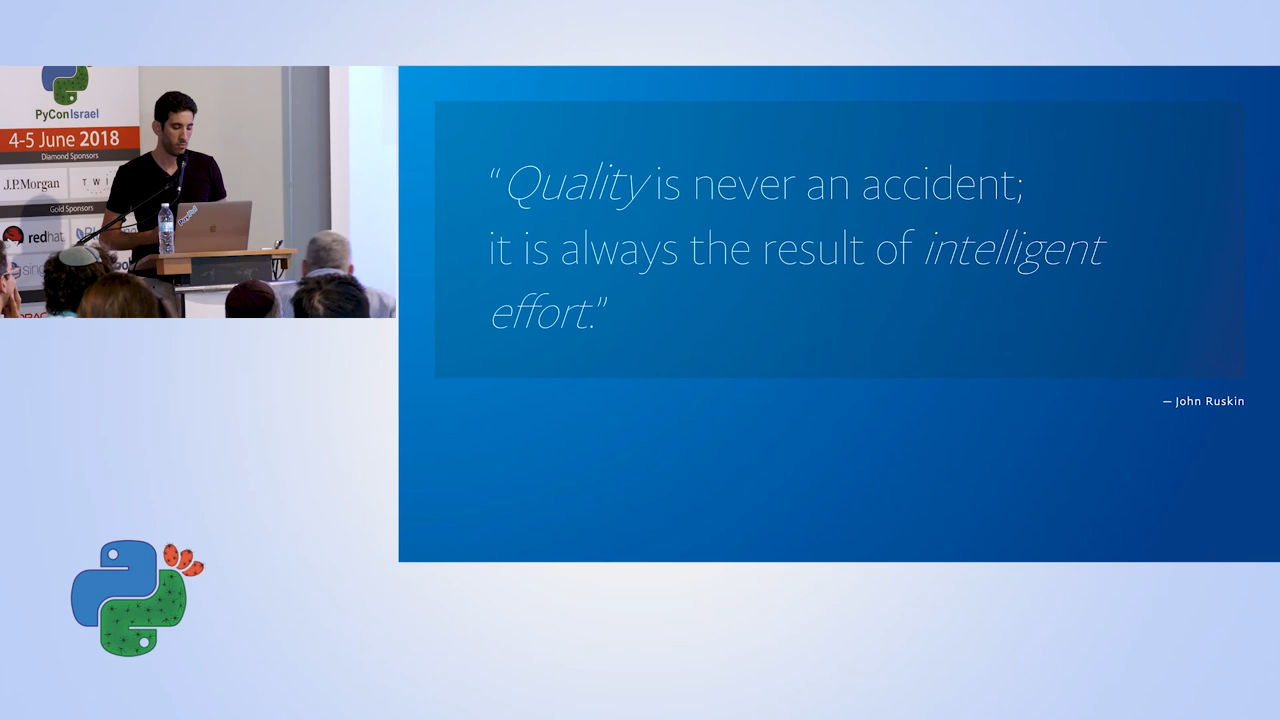 PyConIsrael
4-5 June 2018
Diamond Sponsors
J.P.Morgan
Gold Sponsors
redhat
PayPal
“Quality is never an accident;
it is always the result of intelligent
effort.”
— John Ruskin